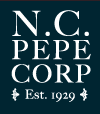 N.C.
PEPE
CORP
Est. 1929